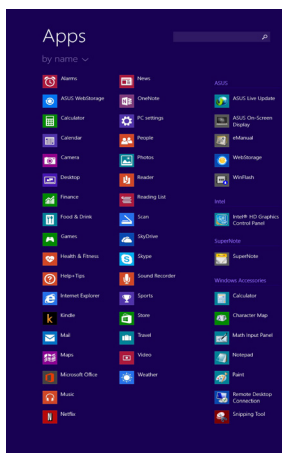 Apps
by name
Alarms
ASUS WebStorage
Calculator
Calendar
Camera
Desktop
Finance
Food & Drink
Games
Health & Fitness
Help+Tips
Internet Explorer
Kindle
Mail
Maps
Microsoft Office
Music
Netflix
News
OneNote
PC settings
People
Photos
Reader
Reading List
Scan
SkyDrive
Skype
Sound Recorder
Sports
Store
Travel
Video
Weather
ASUS
ASUS Live Update
ASUS On-Screen
Display
eManual
WebStorage
WinFlash
Intel
Intel® HD Graphics
Control Panel
SuperNote
SuperNote
Windows Accessories
Calculator
Character Map
Math Input Panel
Notepad
Paint
Remote Desktop
Connection
Snipping Tool